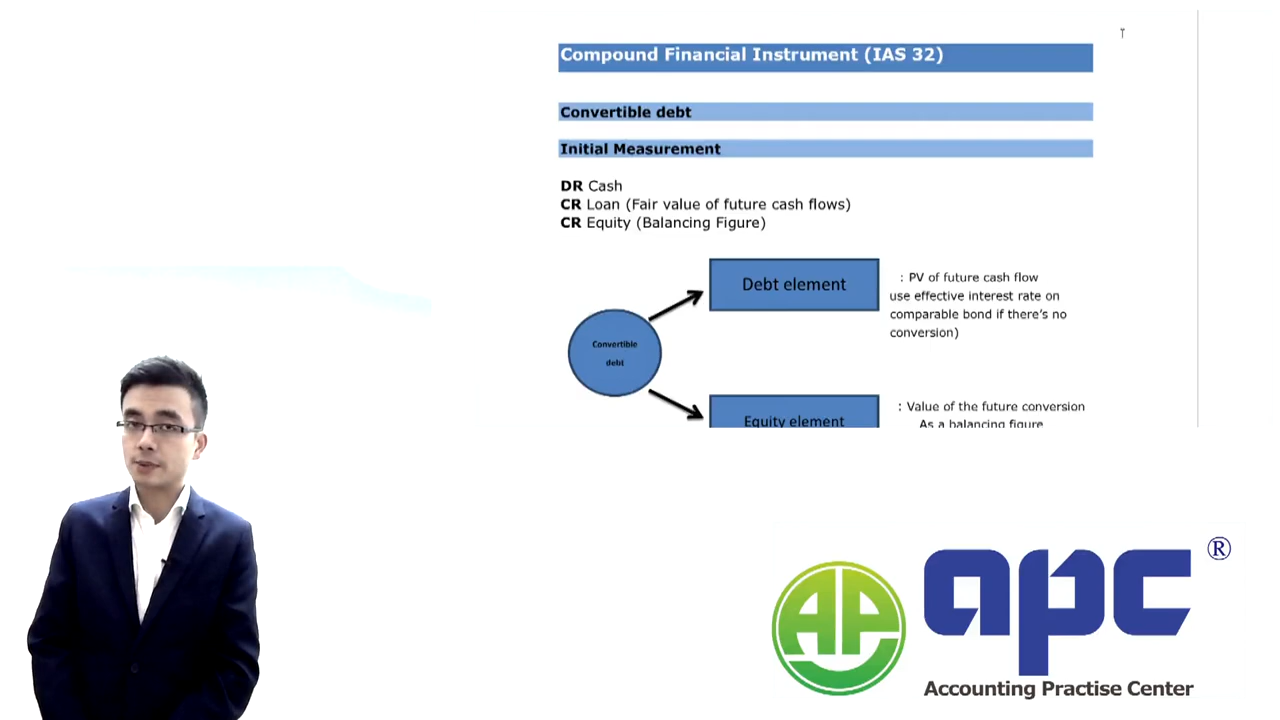 Compound Financial Instrument (IAS 32)
Convertible debt
Initial Measurement
DR Cash
CR Loan (Fair value of future cash flows)
CR Equity (Balancing Figure)
Debt element
: PV of future cash flow
use effective interest rate on
comparable bond if there's no
conversion)
Convertible
debt
Equity element
: Value of the future conversion
As a balancing figure
AP
apc ®
Accounting Practise Center